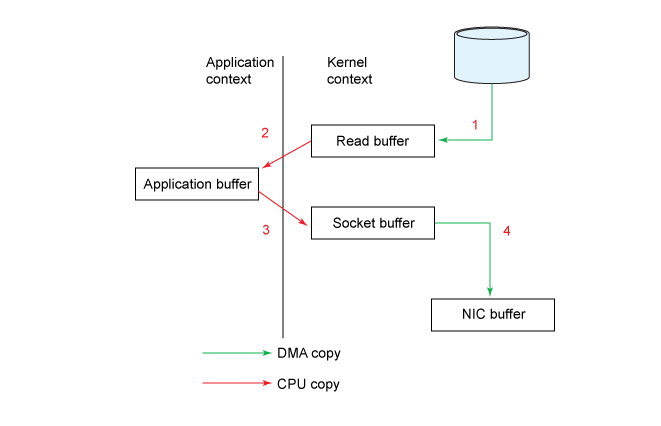 Application
context
Kernel
context
1
2
Read buffer
Application buffer
3
Socket buffer
4
NIC buffer
DMA copy
CPU copy